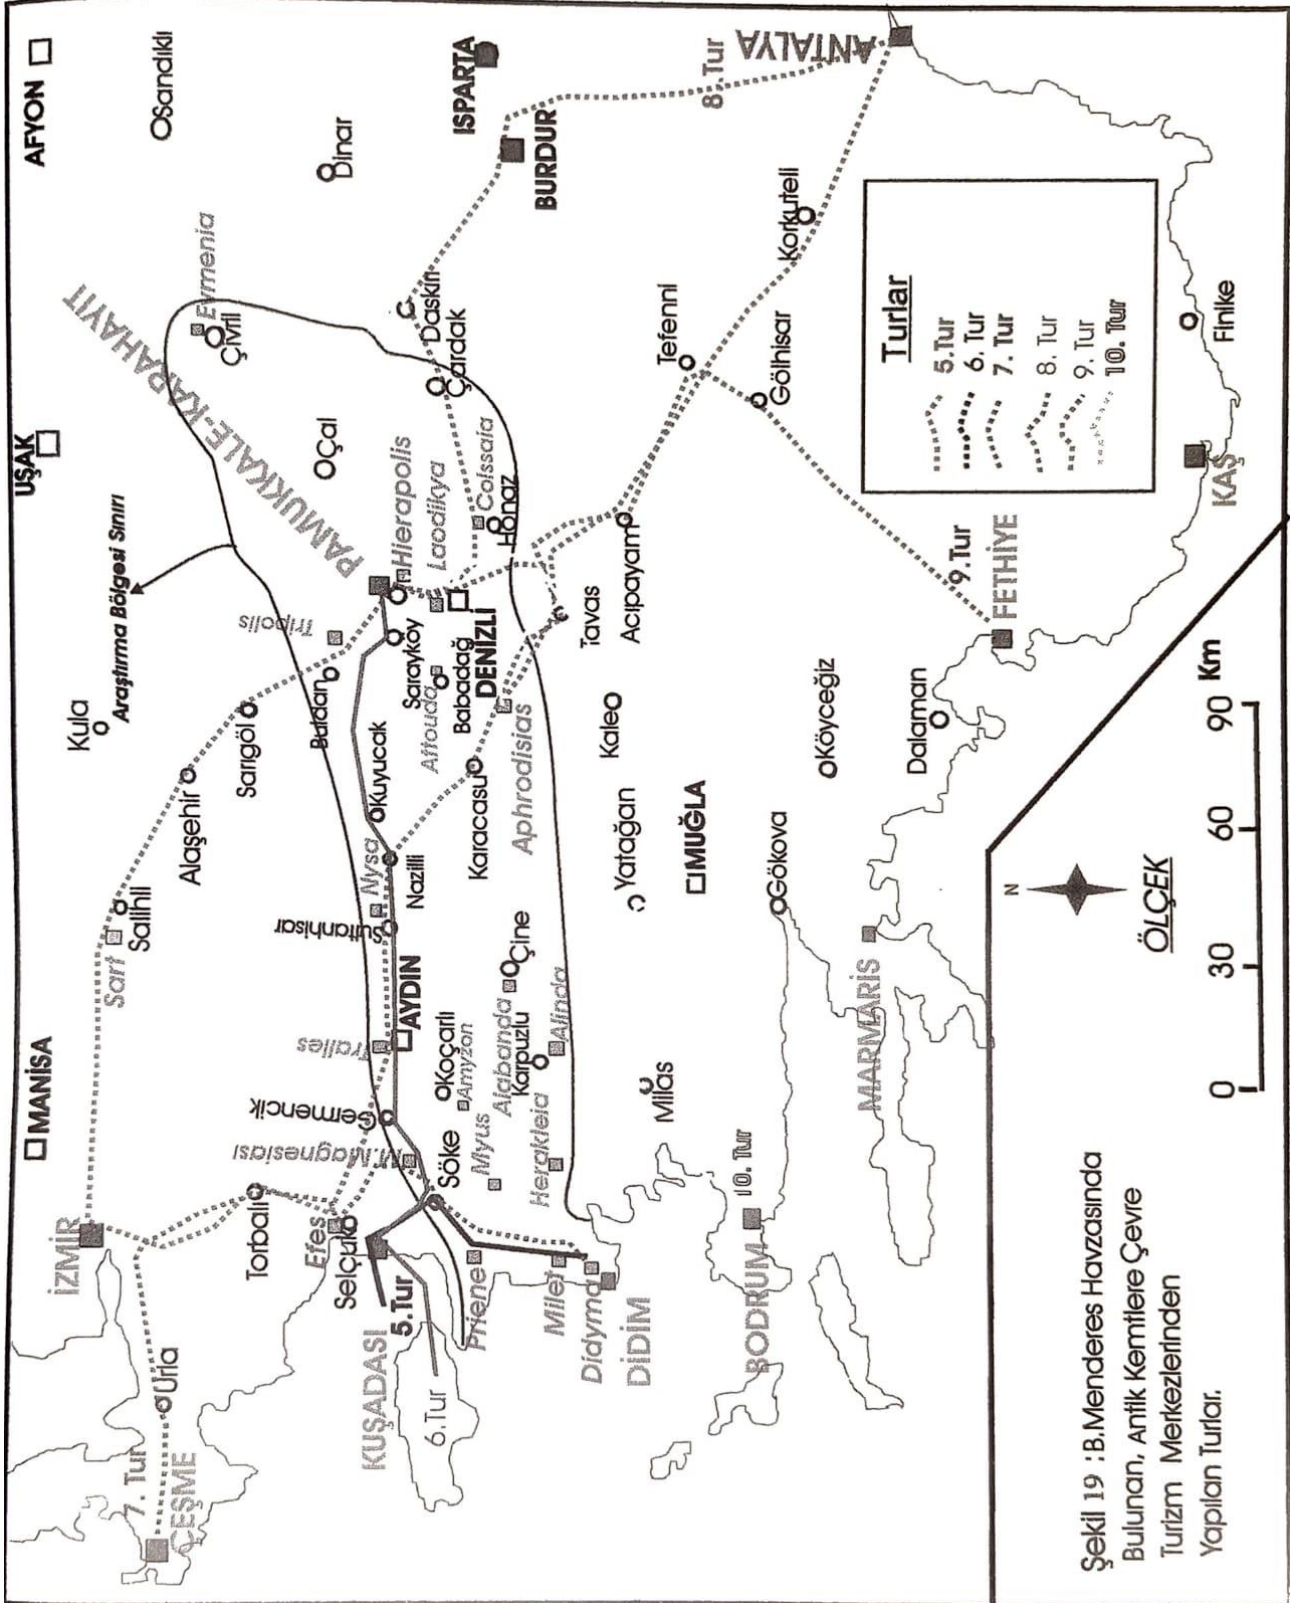 AFYON
OSandıklı
Dinar
ISPARTA
BURDUR
8.Tur
ANTALYA
Evmenia
Çivril
UŞAK
PAMUKKALE-KARAHAYIT
Çal
Daskırı
Çardak
Korkuteli
Tefenni
Gölhisar
Araştırma Bölgesi Sınırı
Hierapolis
Laodikya
Colssaia
Honaz
Acıpayam
Tavas
9.Tur
FETHİYE
KAŞ
Finike
Kula
Tripolis
Buldan
Sarayköy
Attouda
Babadağ
DENİZLİ
Sarıgöl
Alaşehir
Kuyucak
Karacasu
Aphrodisias
Kale
Köyceğiz
Dalaman
Salihli
Sart
Nysa
Nazilli
Sultanhisar
Yatağan
MUĞLA
Gökova
MANİSA
Tralles
AYDIN
Koçarlı
Amyzon
Çine
Alabanda
Karpuzlu
Alinda
MARMARİS
Germencik
M.Magnesiası
Söke
Myus
Herakleia
Milas
İZMİR
Torbalı
Efes
Selçuk
KUŞADASI
5.Tur
6.Tur
Priene
Milet
Didyma
DİDİM
10. Tur
BODRUM
Urla
7. Tur
ÇEŞME
Turlar
5.Tur
6. Tur
7. Tur
8. Tur
9. Tur
10. Tur
N
ÖLÇEK
0 30 60 90 Km
Şekil 19 :B.Menderes Havzasında
Bulunan, Antik Kemtlere Çevre
Turizm Merkezlerinden
Yapılan Turlar.